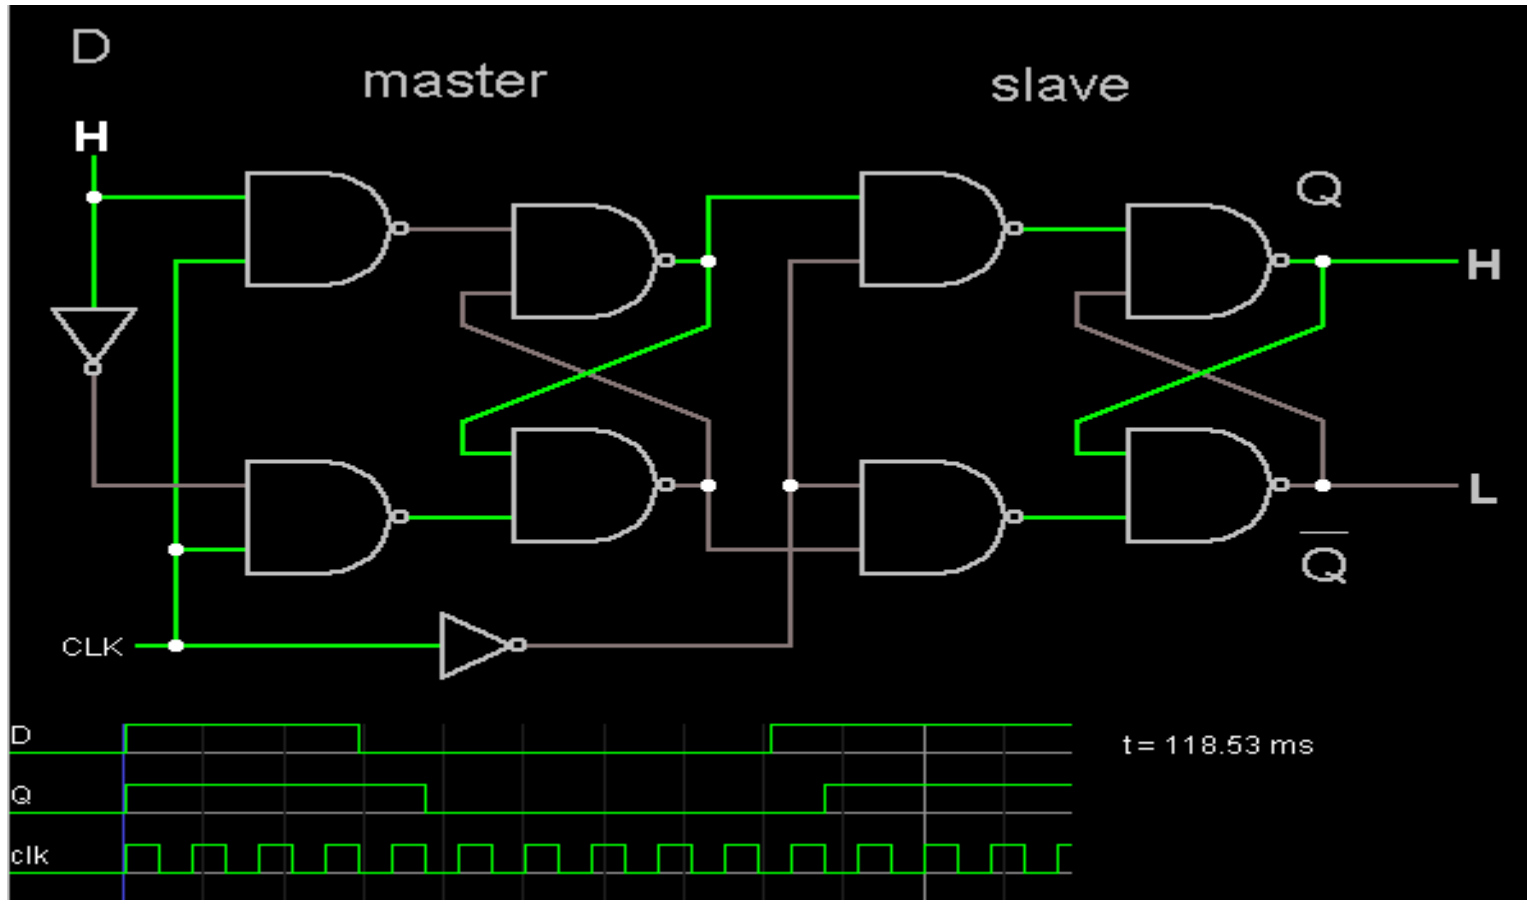 D
master
slave
H
Q
H
L
Q
CLK
D
t = 118.53 ms
Q
clk